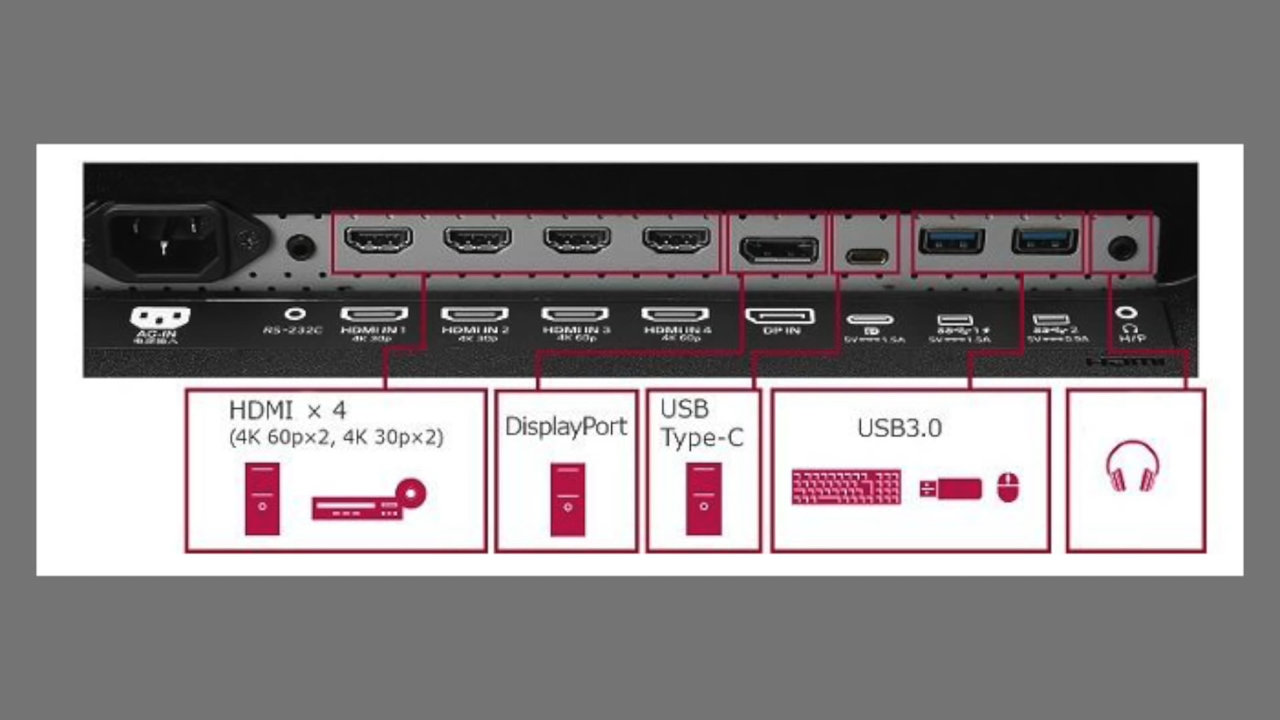 AC-IN
RS-232C
HDMI IN 1
4K 30p
HDMI IN 2
4K 30p
HDMI IN 3
4K 60p
HDMI IN 4
4K 60p
DP IN
5V 1.5A
5V 1.5A
2
5V 0.9A
H/P
HDMI
HDMI × 4
(4K 60p×2, 4K 30p×2)
DisplayPort
USB
Type-C
USB3.0